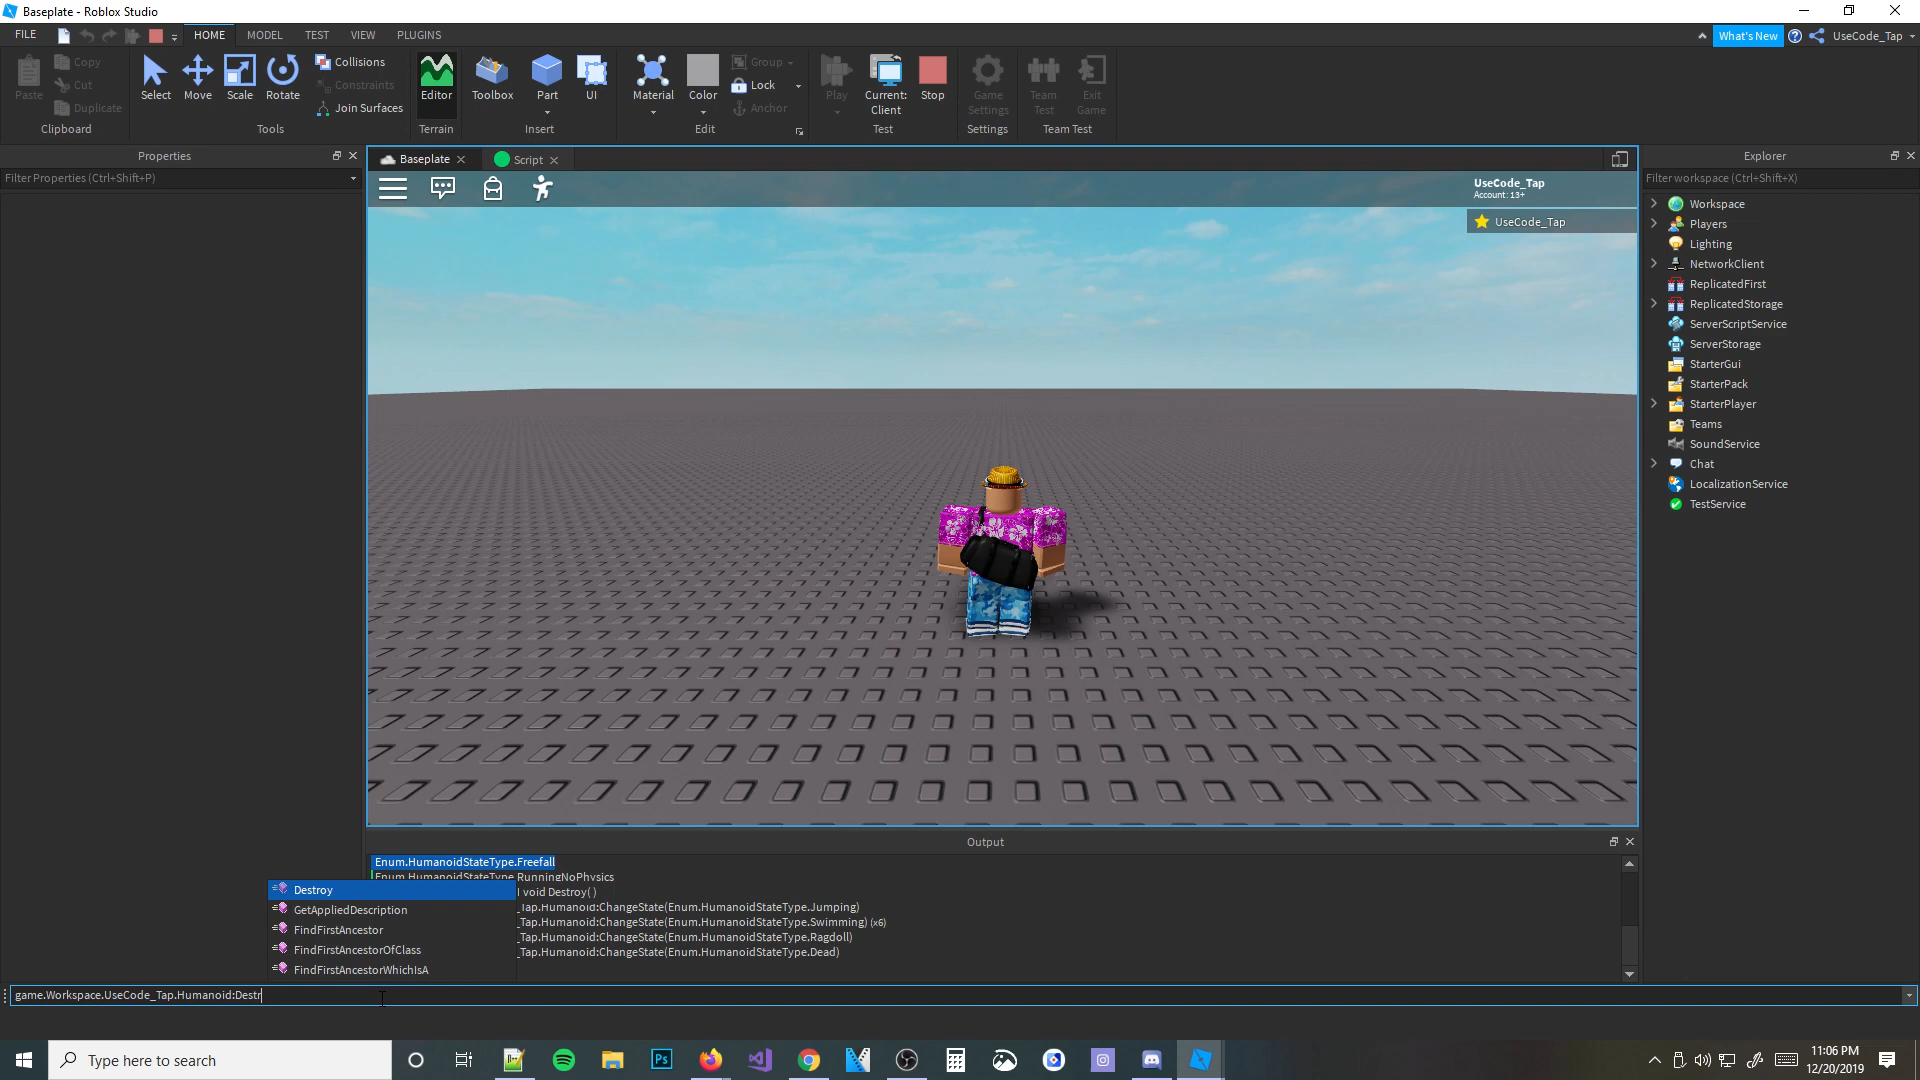 Baseplate - Roblox Studio
FILE
HOME
MODEL
TEST
VIEW
PLUGINS
What's New
UseCode_Tap
Paste
Copy
Cut
Duplicate
Clipboard
Select
Move
Scale
Rotate
Collisions
Constraints
Join Surfaces
Tools
Editor
Terrain
Toolbox
Part
UI
Insert
Material
Color
Group
Lock
Anchor
Edit
Play
Current:
Client
Stop
Test
Game
Settings
Settings
Team
Test
Exit
Game
Team Test
Properties
Filter Properties (Ctrl+Shift+P)
Baseplate
Script
UseCode_Tap
Account: 13+
UseCode_Tap
Explorer
Filter workspace (Ctrl+Shift+X)
Workspace
Players
Lighting
NetworkClient
ReplicatedFirst
ReplicatedStorage
ServerScriptService
ServerStorage
StarterGui
StarterPack
StarterPlayer
Teams
SoundService
Chat
LocalizationService
TestService
Output
Enum.HumanoidStateType.Freefall
Enum.HumanoidStateType.RunningNoPhysics
void Destroy( )
_Tap.Humanoid:ChangeState(Enum.HumanoidStateType.Jumping)
_Tap.Humanoid:ChangeState(Enum.HumanoidStateType.Swimming) (x6)
_Tap.Humanoid:ChangeState(Enum.HumanoidStateType.Ragdoll)
_Tap.Humanoid:ChangeState(Enum.HumanoidStateType.Dead)
Destroy
GetAppliedDescription
FindFirstAncestor
FindFirstAncestorOfClass
FindFirstAncestorWhichIsA
game.Workspace.UseCode_Tap.Humanoid:Destr
Type here to search
Ps
11:06 PM
12/20/2019